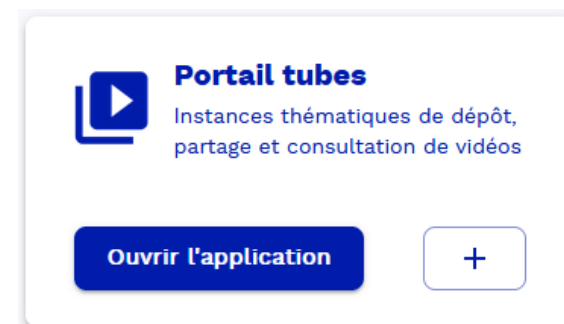 Portail tubes
Instances thématiques de dépôt,
partage et consultation de vidéos
Ouvrir l'application
+